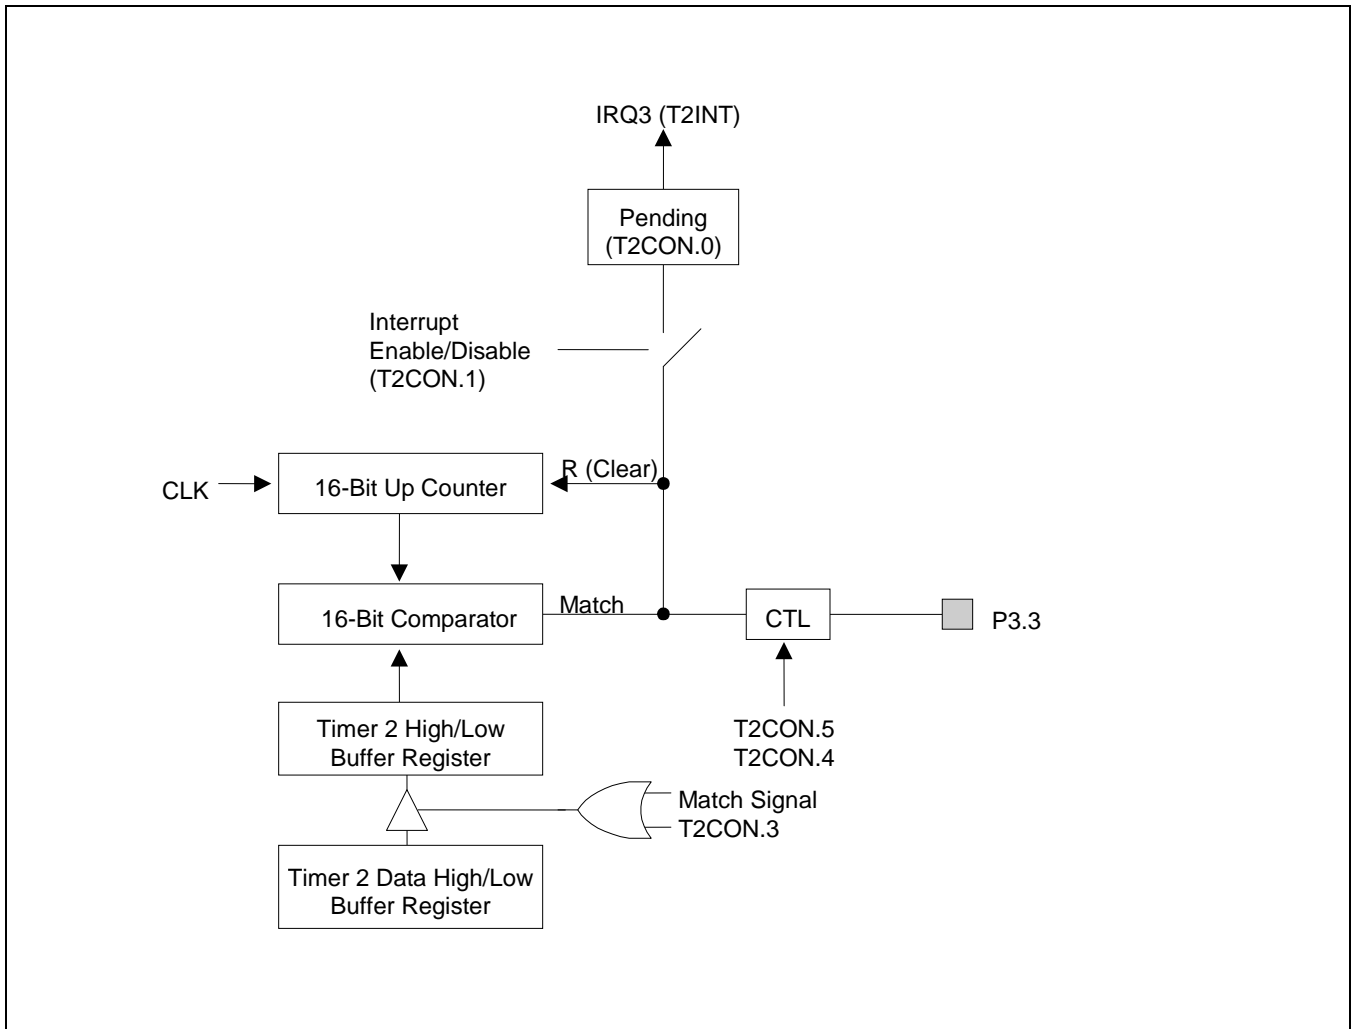 IRQ3 (T2INT)
Pending
(T2CON.0)
Interrupt
Enable/Disable
(T2CON.1)
R (Clear)
CLK
16-Bit Up Counter
Match
16-Bit Comparator
CTL
P3.3
Timer 2 High/Low
Buffer Register
T2CON.5
T2CON.4
Match Signal
T2CON.3
Timer 2 Data High/Low
Buffer Register